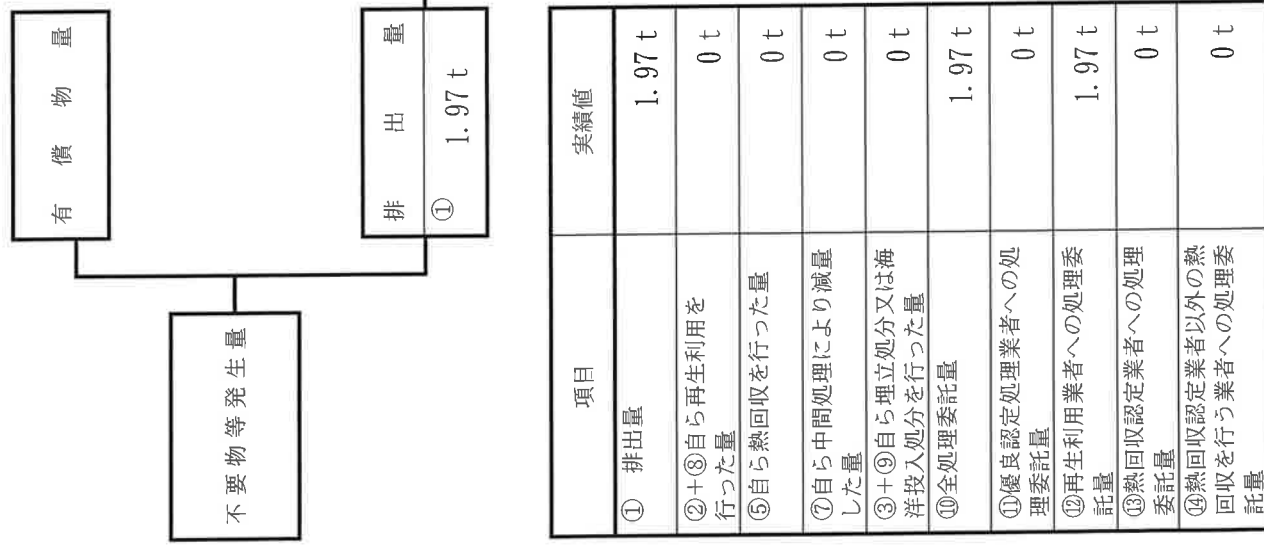 有償物量
不要物等発生量
排出量
① 1.97 t
項目 実績値
① 排出量 1.97 t
②+⑧自ら再生利用を
行った量 0 t
⑤自ら熱回収を行った量 0 t
⑦自ら中間処理により減量
した量 0 t
③+⑨自ら埋立処分又は海
洋投入処分を行った量 0 t
⑩全処理委託量 1.97 t
⑪優良認定処理業者への処
理委託量 0 t
⑫再生利用業者への処理委
託量 1.97 t
⑬熱回収認定業者への処理
委託量 0 t
⑭熱回収認定業者以外の熱
回収を行う業者への処理委
託量 0 t